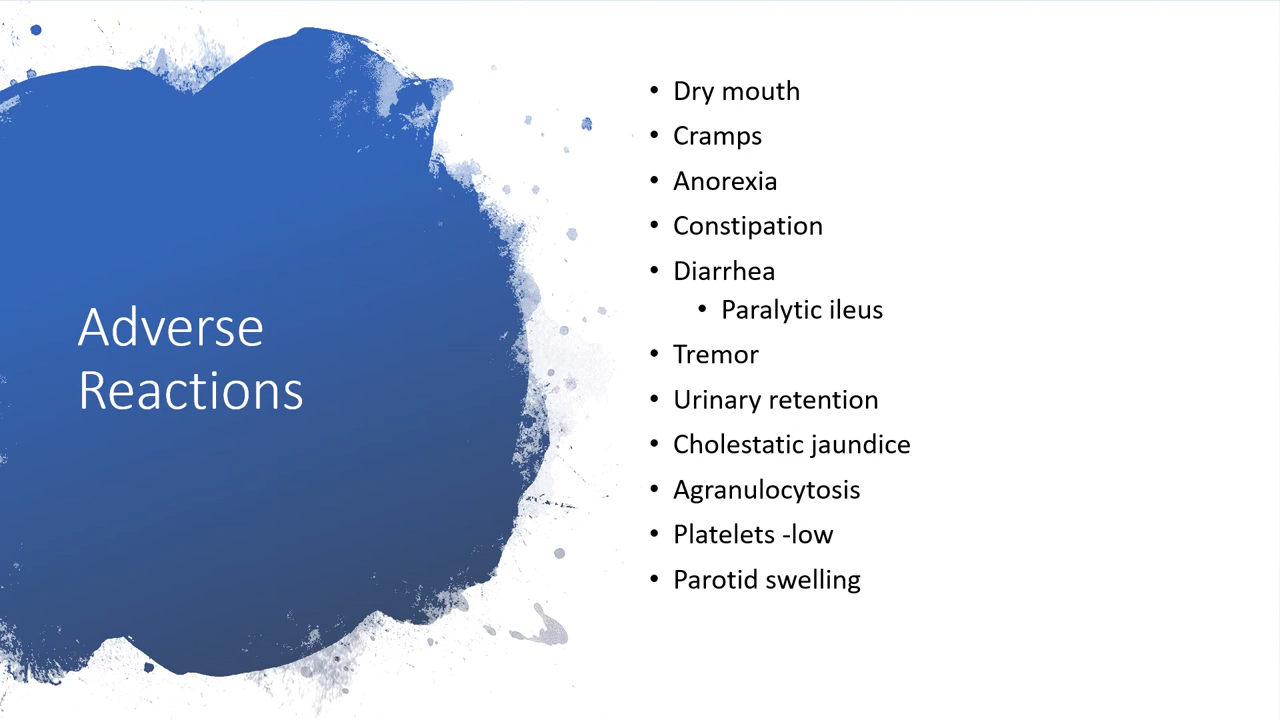 Adverse
Reactions
• Dry mouth
• Cramps
• Anorexia
• Constipation
• Diarrhea
• Paralytic ileus
• Tremor
• Urinary retention
• Cholestatic jaundice
• Agranulocytosis
• Platelets -low
• Parotid swelling